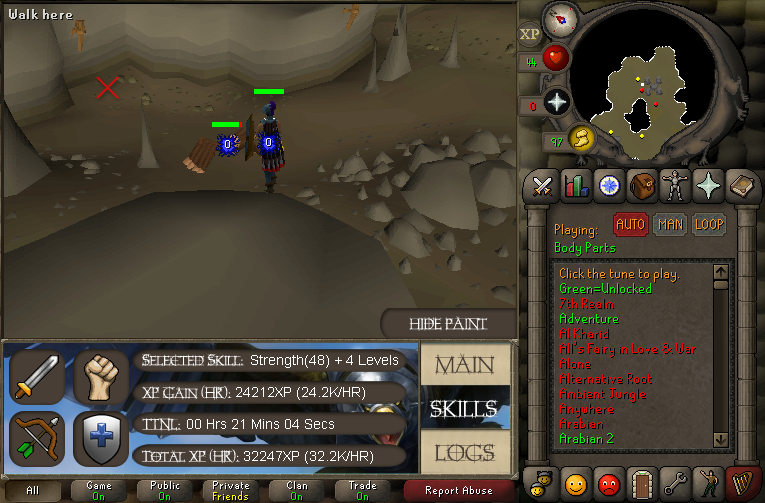 Walk here
XP
44
0
97
0
0
HIDE PAINT
Playing:
AUTO
MAN
LOOP
Body Parts
Click the tune to play.
Green=Unlocked
7th Realm
Adventure
Al Kharid
All's Fairy in Love & War
Alone
Alternative Root
Ambient Jungle
Anywhere
Arabian
Arabian 2
Selected Skill: Strength(48) + 4 Levels
XP Gain (HR): 24212XP (24.2K/HR)
TTNL: 00 Hrs 21 Mins 04 Secs
Total XP (HR): 32247XP (32.2K/HR)
MAIN
SKILLS
LOGS
All
Game
On
Public
On
Private
Friends
Clan
On
Trade
On
Report Abuse